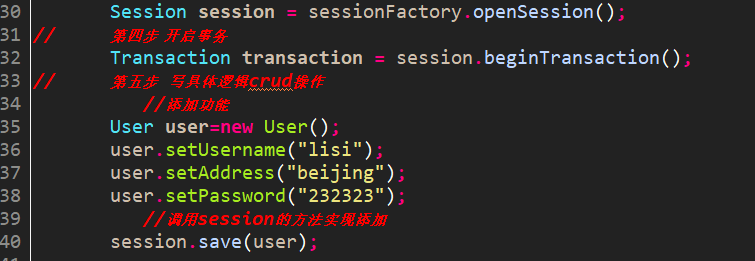 30 Session session = sessionFactory.openSession();
31 // 第四步 开启事务
32 Transaction transaction = session.beginTransaction();
33 // 第五步 写具体逻辑crud操作
34 //添加功能
35 User user=new User();
36 user.setUsername("lisi");
37 user.setAddress("beijing");
38 user.setPassword("232323");
39 //调用session的方法实现添加
40 session.save(user);